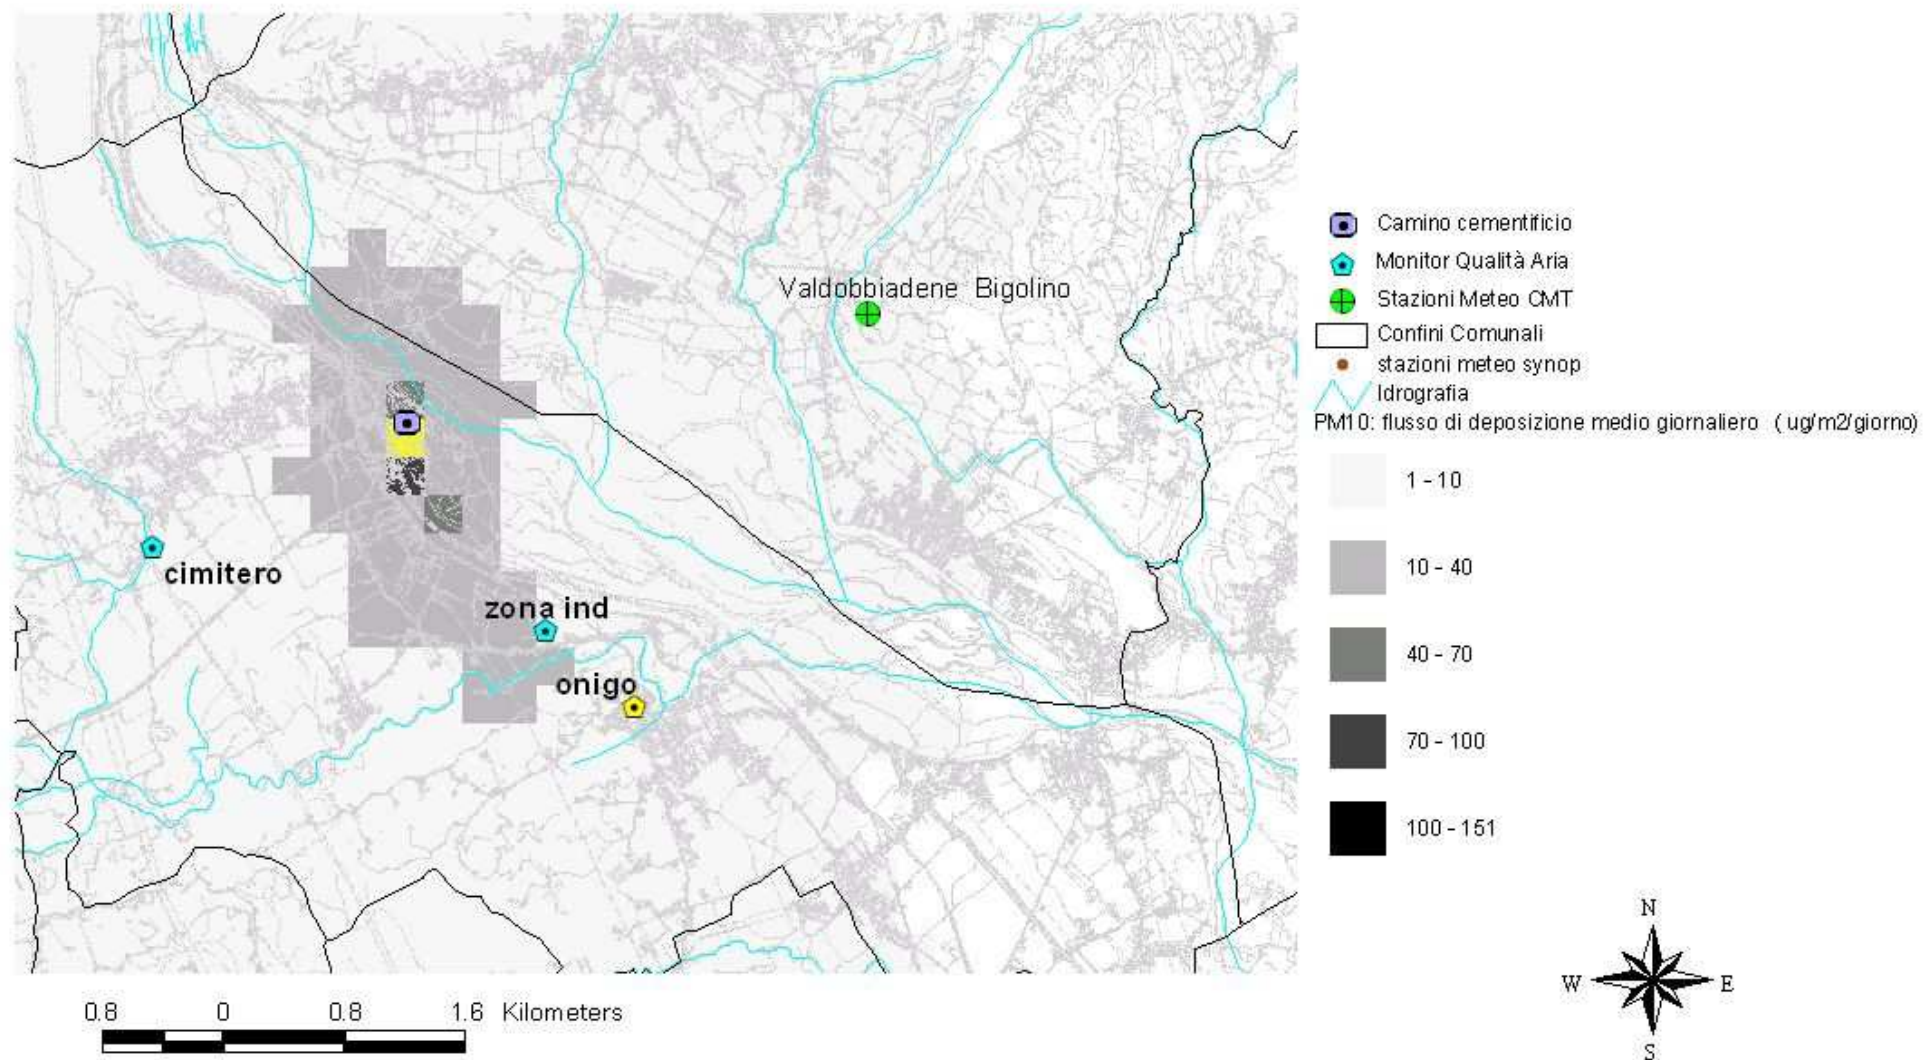 Valdobbiadene Bigolino
cimitero
zona ind
onigo
Camino cementificio
Monitor Qualità Aria
Stazioni Meteo CMT
Confini Comunali
stazioni meteo synop
Idrografia
PM10: flusso di deposizione medio giornaliero ( ug/m2/giorno)
1 - 10
10 - 40
40 - 70
70 - 100
100 - 151
0.8 0 0.8 1.6 Kilometers
N
W E
S